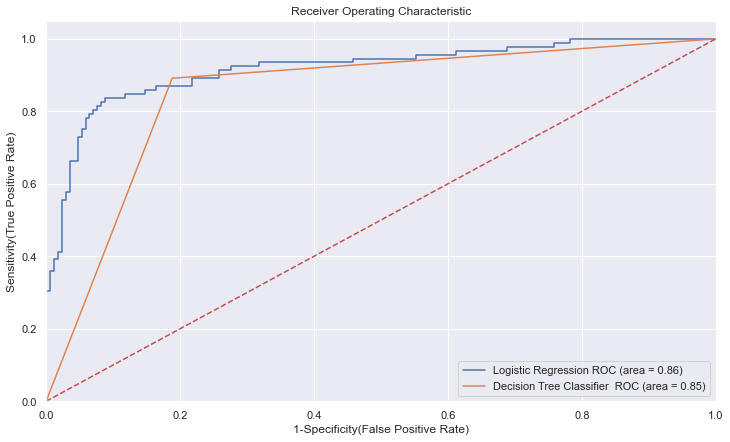 Receiver Operating Characteristic
1.0
0.8
0.6
0.4
0.2
0.0
Sensitivity(True Positive Rate)
Logistic Regression ROC (area = 0.86)
Decision Tree Classifier  ROC (area = 0.85)
0.0 0.2 0.4 0.6 0.8 1.0
1-Specificity(False Positive Rate)